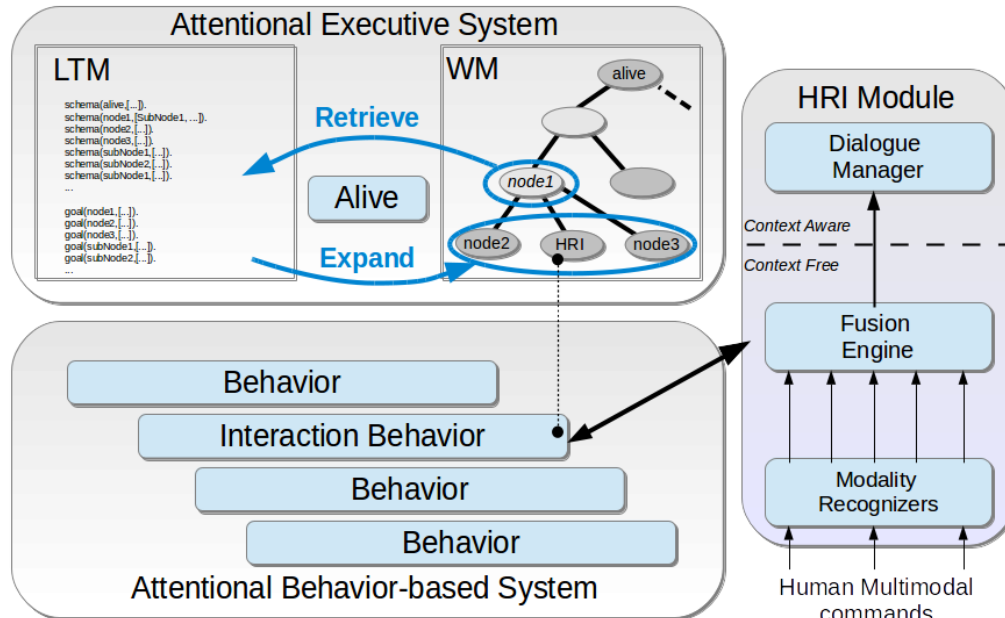 Attentional Executive System
LTM
schema(alive,[...]).
schema(node1,[SubNode1, ...]).
schema(node2,[...]).
schema(node3,[...]).
schema(subNode1,[...]).
schema(subNode2,[...]).
schema(subNode1,[...]).
...
goal(node1,[...]).
goal(node2,[...]).
goal(node3,[...]).
goal(subNode1,[...]).
goal(subNode2,[...]).
...
Retrieve
Alive
Expand
WM
alive
node1
node2
HRI
node3
Behavior
Interaction Behavior
Behavior
Behavior
Attentional Behavior-based System
HRI Module
Dialogue
Manager
Context Aware
Context Free
Fusion
Engine
Modality
Recognizers
Human Multimodal
commands